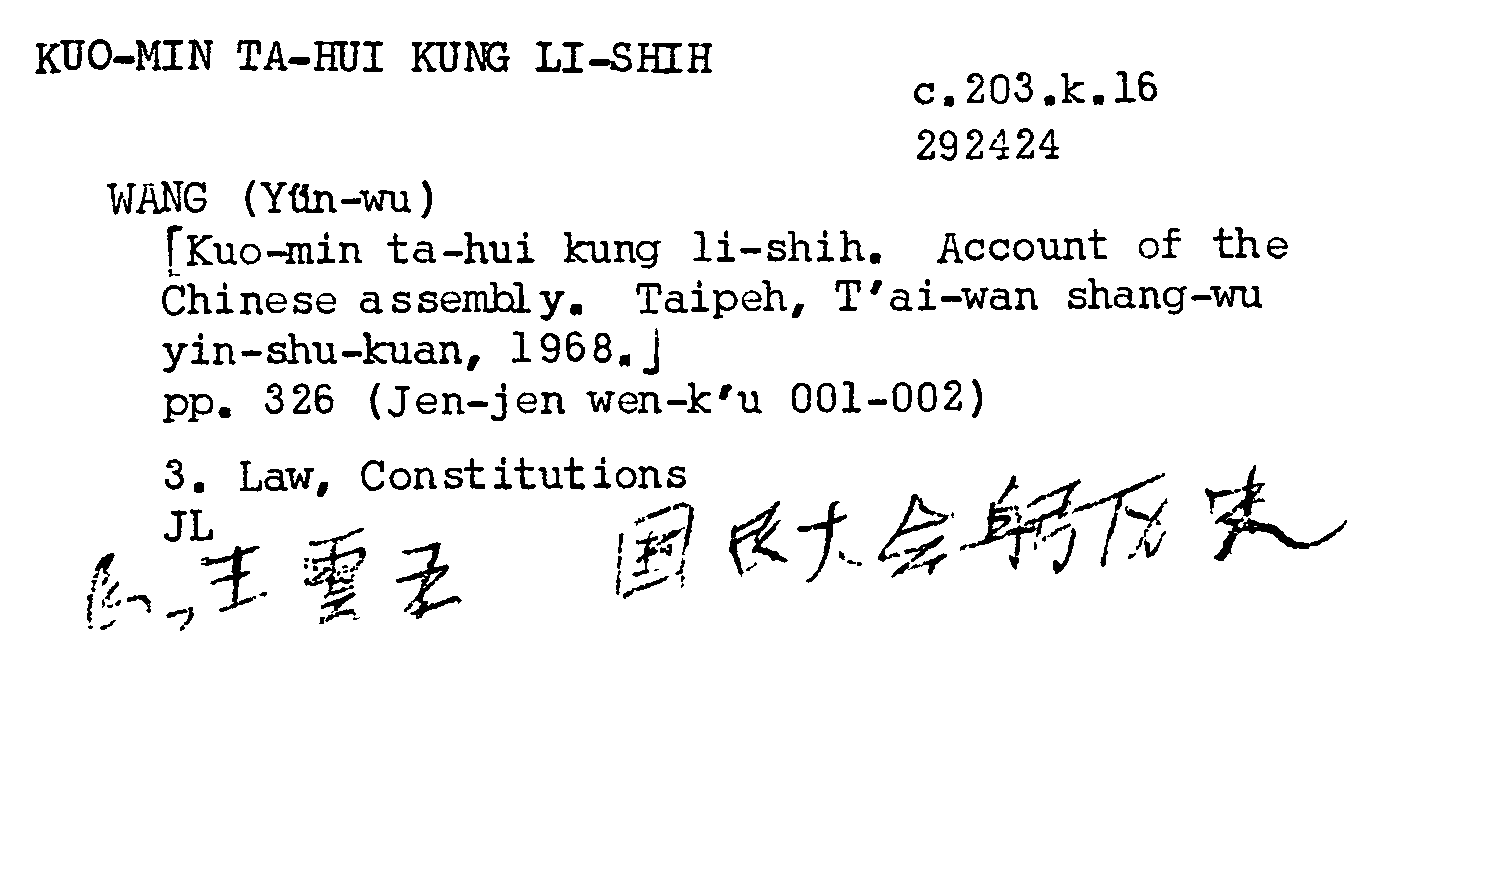 KUO-MIN TA-HUI KUNG LI-SHIH
c.203.k.16
292424
WANG (Yün-wu)
[Kuo-min ta-hui kung li-shih. Account of the
Chinese assembly. Taipeh, T'ai-wan shang-wu
yin-shu-kuan, 1968.]
pp. 326 (Jen-jen wen-k'u 001-002)
3. Law, Constitutions
JL
王雲五 国民大会躬历史